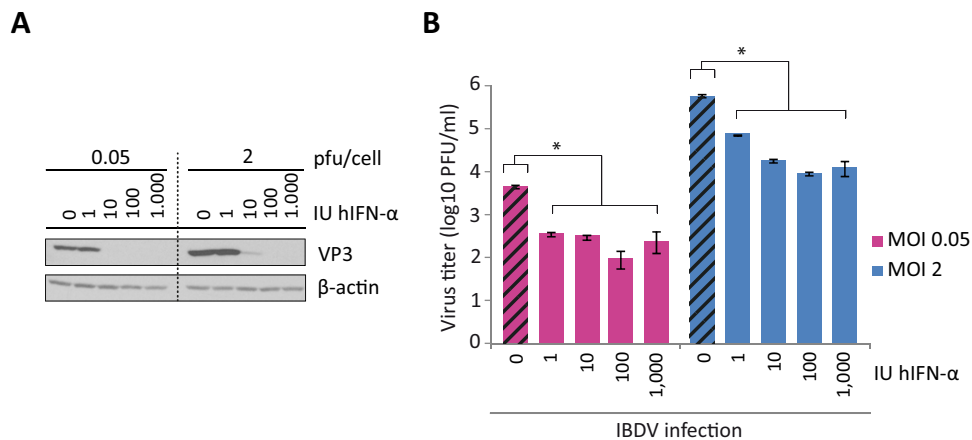 A
0.05 2 pfu/cell
0 1 10 100 1.000 0 1 10 100 1.000 IU hIFN-α
VP3
β-actin
B
Virus titer (log10 PFU/ml)
6
5
4
3
2
1
0
*
*
0 1 10 100 1,000 0 1 10 100 1,000 IU hIFN-α
IBDV infection
MOI 0.05
MOI 2